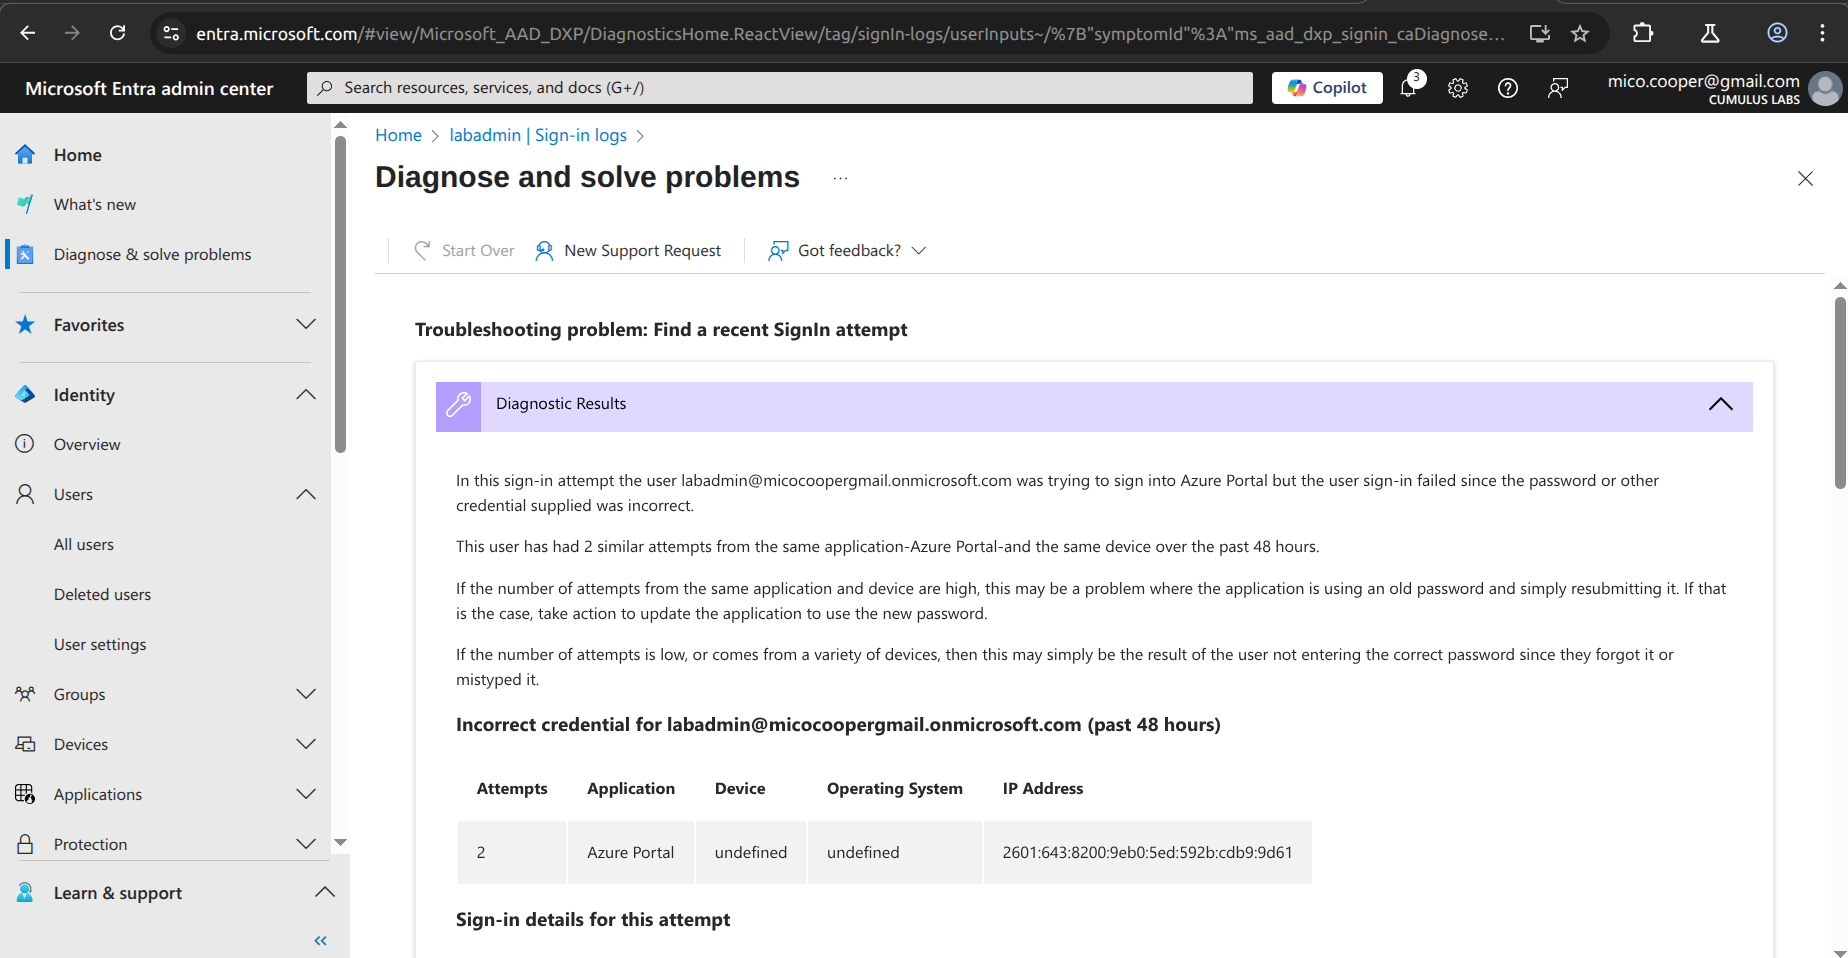 entra.microsoft.com/#view/Microsoft_AAD_DXP/DiagnosticsHome.ReactView/tag/signIn-logs/userInputs~/%7B"symptomId"%3A"ms_aad_dxp_signin_caDiagnose...
Microsoft Entra admin center
Search resources, services, and docs (G+/)
Copilot
3
mico.cooper@gmail.com
CUMULUS LABS
Home
What's new
Diagnose & solve problems
Favorites
Identity
Overview
Users
All users
Deleted users
User settings
Groups
Devices
Applications
Protection
Learn & support
Home > labadmin | Sign-in logs >
Diagnose and solve problems ...
Start Over
New Support Request
Got feedback?
Troubleshooting problem: Find a recent SignIn attempt
Diagnostic Results
In this sign-in attempt the user labadmin@micocoopergmail.onmicrosoft.com was trying to sign into Azure Portal but the user sign-in failed since the password or other
credential supplied was incorrect.
This user has had 2 similar attempts from the same application-Azure Portal-and the same device over the past 48 hours.
If the number of attempts from the same application and device are high, this may be a problem where the application is using an old password and simply resubmitting it. If that
is the case, take action to update the application to use the new password.
If the number of attempts is low, or comes from a variety of devices, then this may simply be the result of the user not entering the correct password since they forgot it or
mistyped it.
Incorrect credential for labadmin@micocoopergmail.onmicrosoft.com (past 48 hours)
Attempts Application Device Operating System IP Address
2 Azure Portal undefined undefined 2601:643:8200:9eb0:5ed:592b:cdb9:9d61
Sign-in details for this attempt